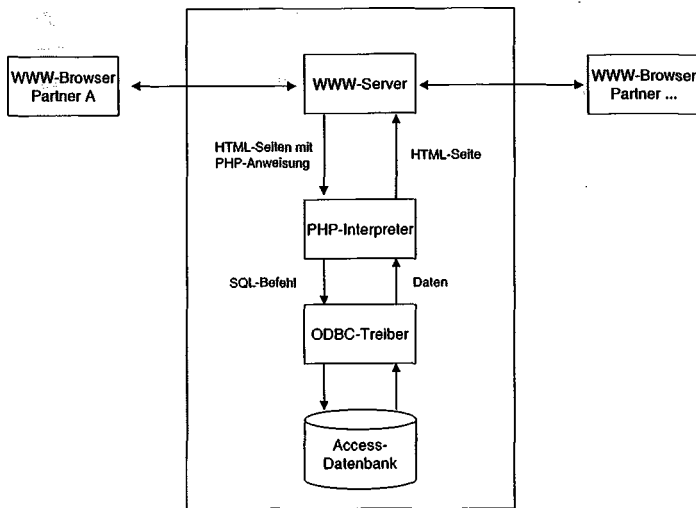 WWW-Browser
Partner A
WWW-Server
WWW-Browser
Partner ...
HTML-Seiten mit
PHP-Anweisung
HTML-Seite
PHP-Interpreter
SQL-Befehl
Daten
ODBC-Treiber
Access-
Datenbank